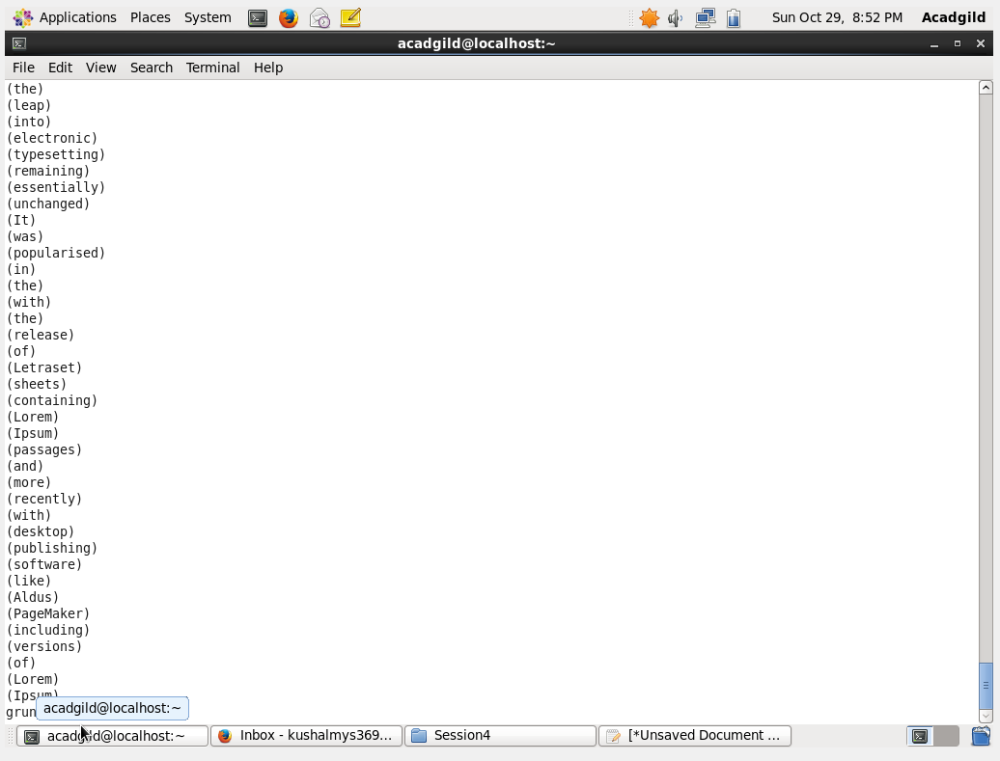 Applications Places System Sun Oct 29, 8:52 PM Acadgild
acadgild@localhost:~
File Edit View Search Terminal Help
(the)
(leap)
(into)
(electronic)
(typesetting)
(remaining)
(essentially)
(unchanged)
(It)
(was)
(popularised)
(in)
(the)
(with)
(the)
(release)
(of)
(Letraset)
(sheets)
(containing)
(Lorem)
(Ipsum)
(passages)
(and)
(more)
(recently)
(with)
(desktop)
(publishing)
(software)
(like)
(Aldus)
(PageMaker)
(including)
(versions)
(of)
(Lorem)
(Ipsum)
acadgild@localhost:~
grun
acadgild@localhost:~ Inbox - kushalmys369... Session4 [*Unsaved Document ...